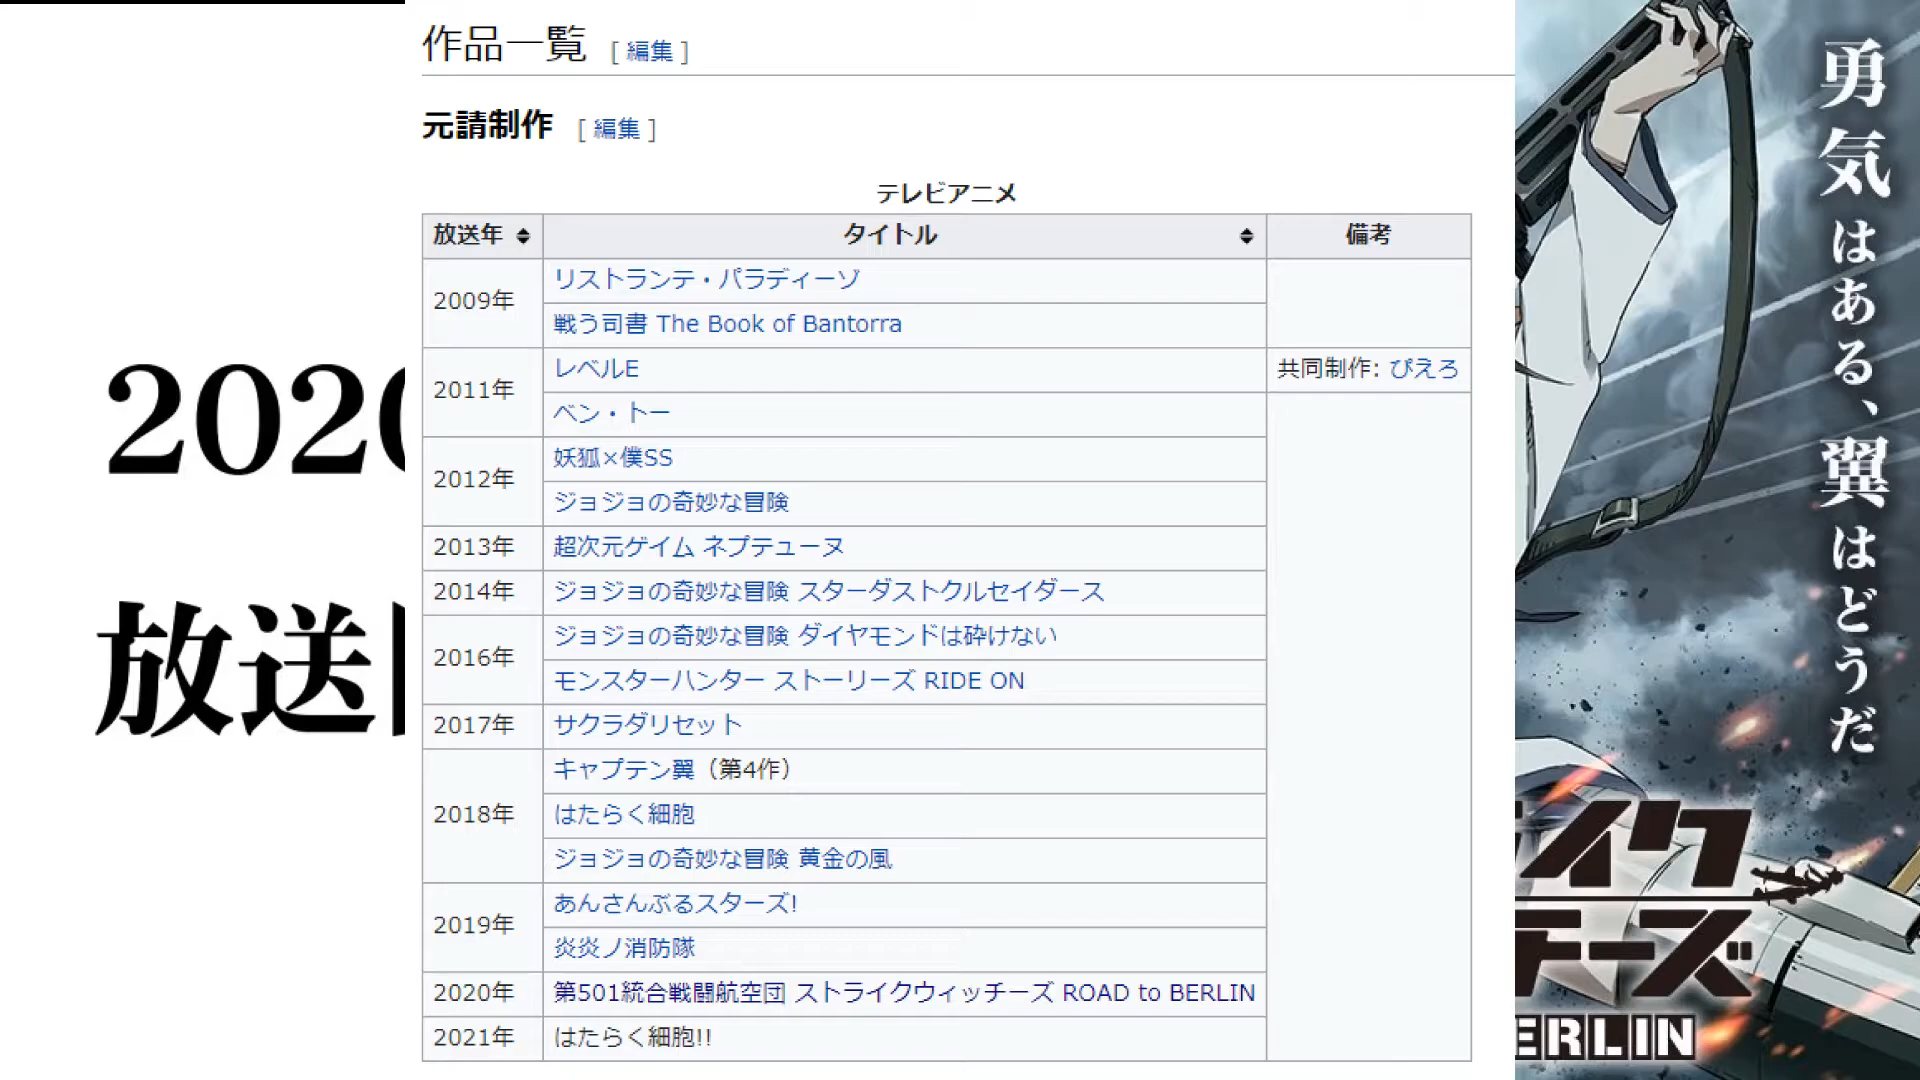 2020
放送
作品一覧 [ 編集 ]
元請制作 [ 編集 ]
テレビアニメ
放送年 タイトル 備考
2009年 リストランテ・パラディーゾ
戦う司書 The Book of Bantorra
2011年 レベルE 共同制作: ぴえろ
ベン・トー
2012年 妖狐×僕SS
ジョジョの奇妙な冒険
2013年 超次元ゲイム ネプテューヌ
2014年 ジョジョの奇妙な冒険 スターダストクルセイダース
2016年 ジョジョの奇妙な冒険 ダイヤモンドは砕けない
モンスターハンター ストーリーズ RIDE ON
2017年 サクラダリセット
2018年 キャプテン翼（第4作）
はたらく細胞
ジョジョの奇妙な冒険 黄金の風
2019年 あんさんぶるスターズ!
炎炎ノ消防隊
2020年 第501統合戦闘航空団 ストライクウィッチーズ ROAD to BERLIN
2021年 はたらく細胞!!
勇気はある、翼はどうだ
イク
チーズ
ERLIN